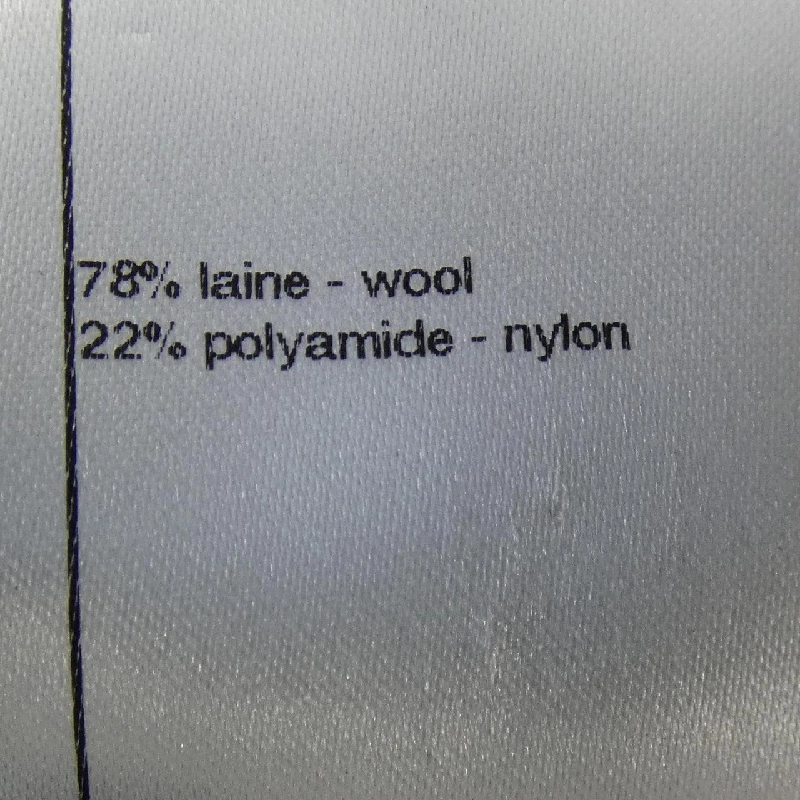 78% laine - wool
22% polyamide - nylon